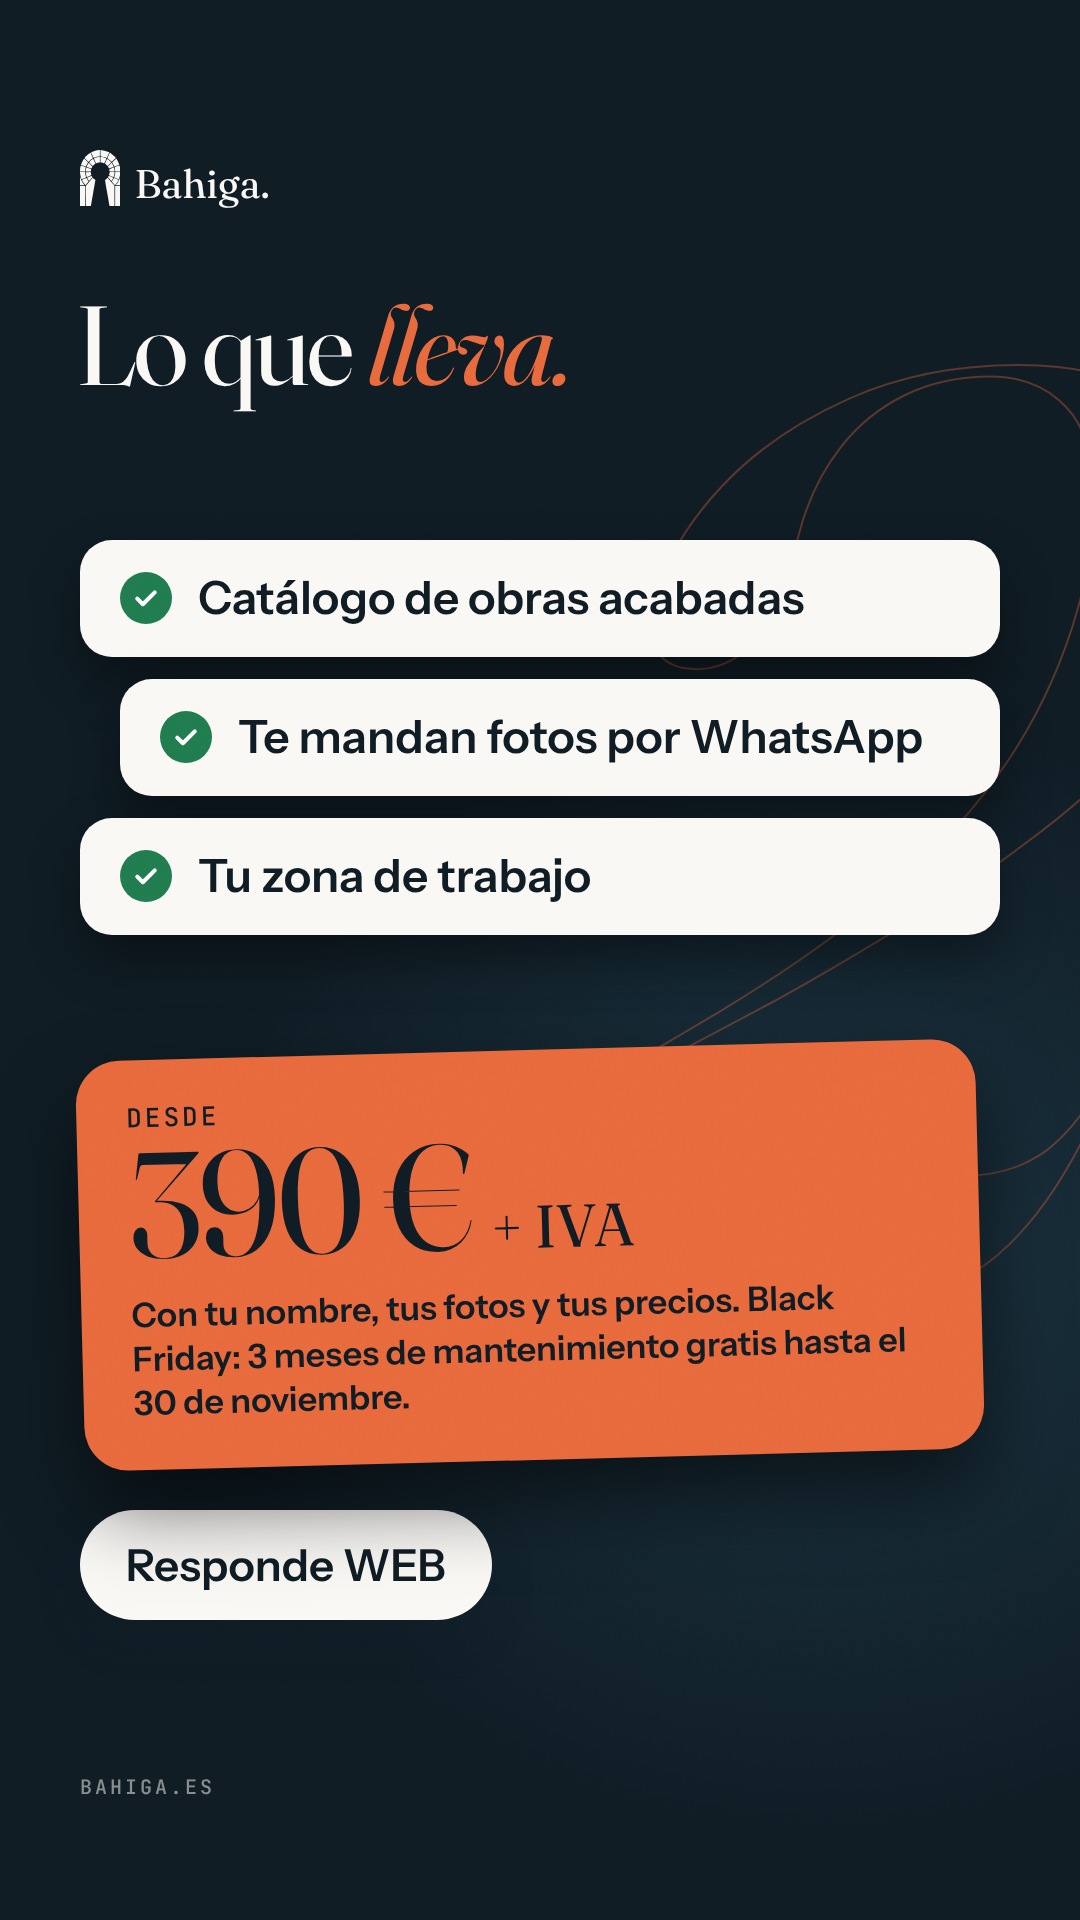 Bahiga.
Lo que lleva.
Catálogo de obras acabadas
Te mandan fotos por WhatsApp
Tu zona de trabajo
DESDE
390 € + IVA
Con tu nombre, tus fotos y tus precios. Black
Friday: 3 meses de mantenimiento gratis hasta el
30 de noviembre.
Responde WEB
BAHIGA.ES